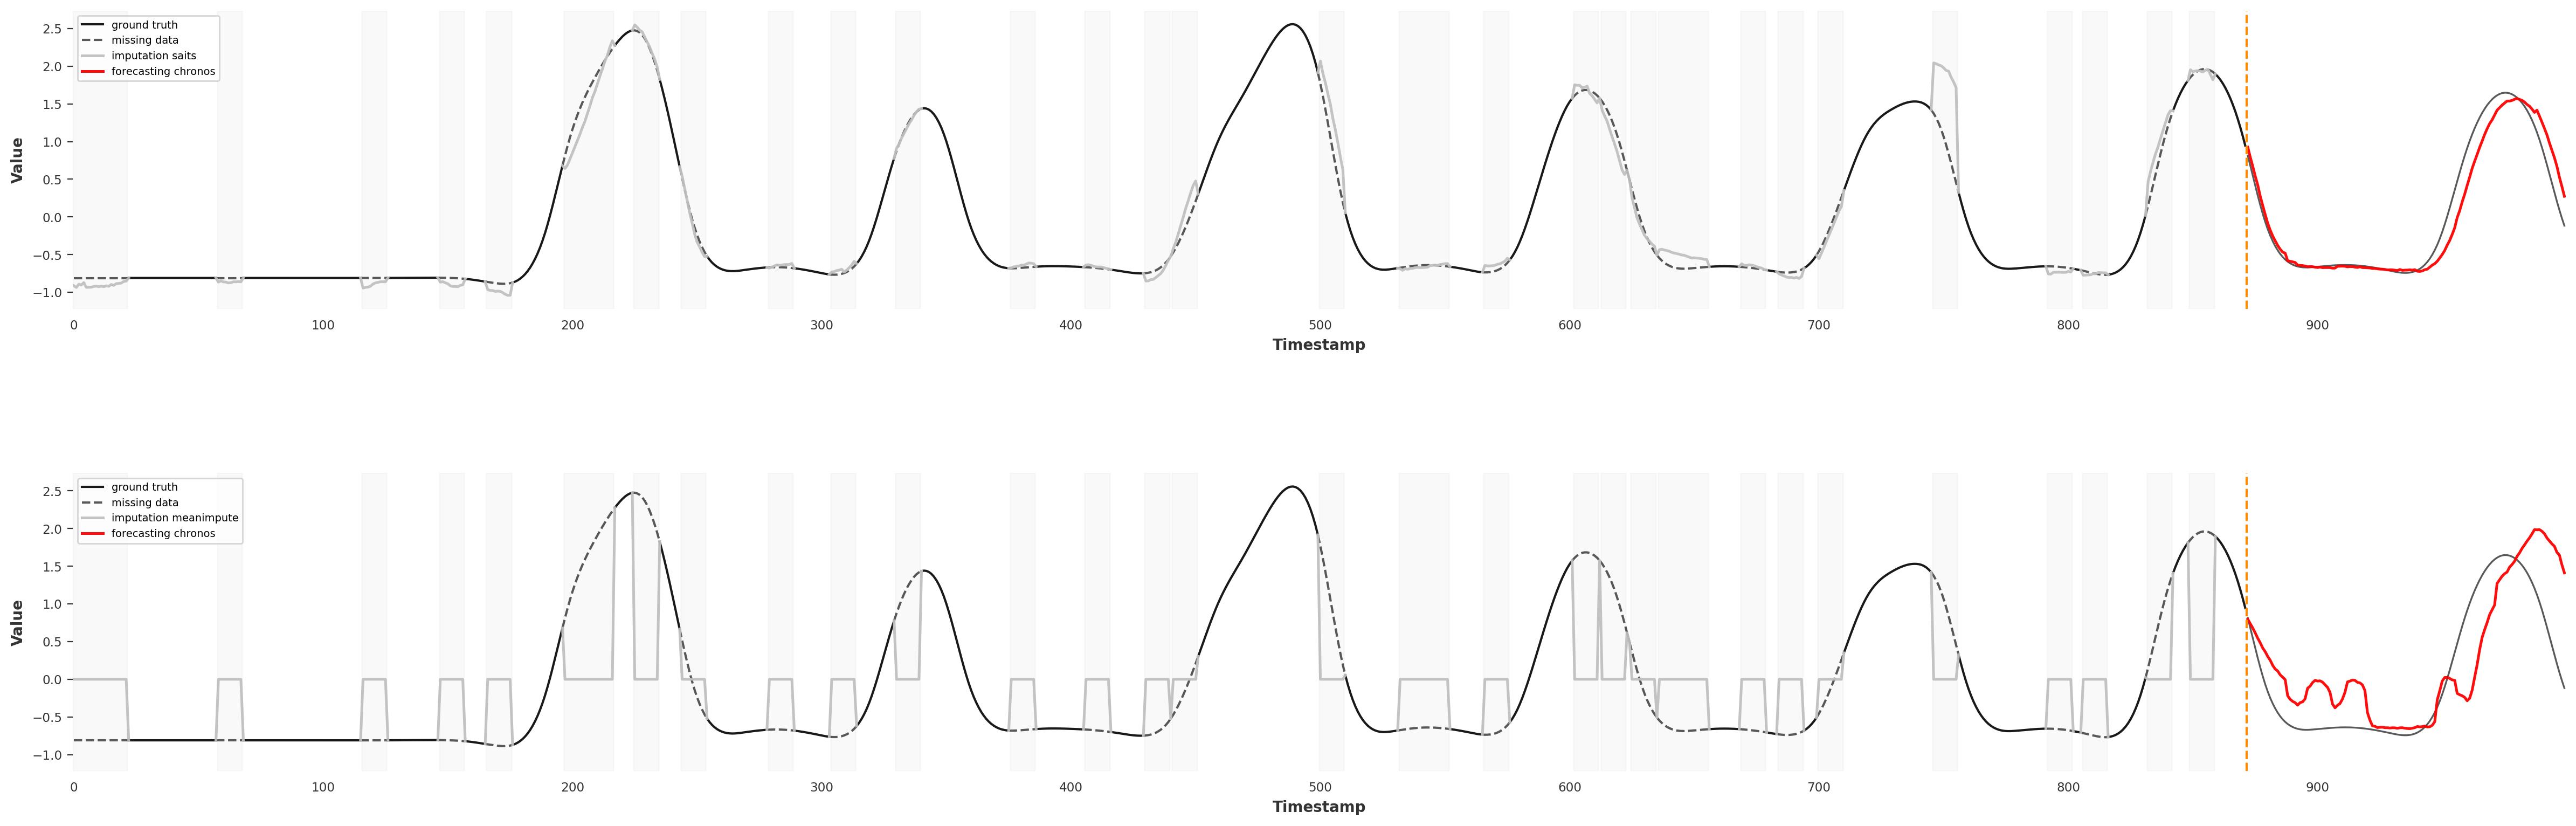 ground truth
missing data
imputation saits
forecasting chronos
Value
2.5
2.0
1.5
1.0
0.5
0.0
−0.5
−1.0
0 100 200 300 400 500 600 700 800 900
Timestamp
ground truth
missing data
imputation meanimpute
forecasting chronos
Value
2.5
2.0
1.5
1.0
0.5
0.0
−0.5
−1.0
0 100 200 300 400 500 600 700 800 900
Timestamp